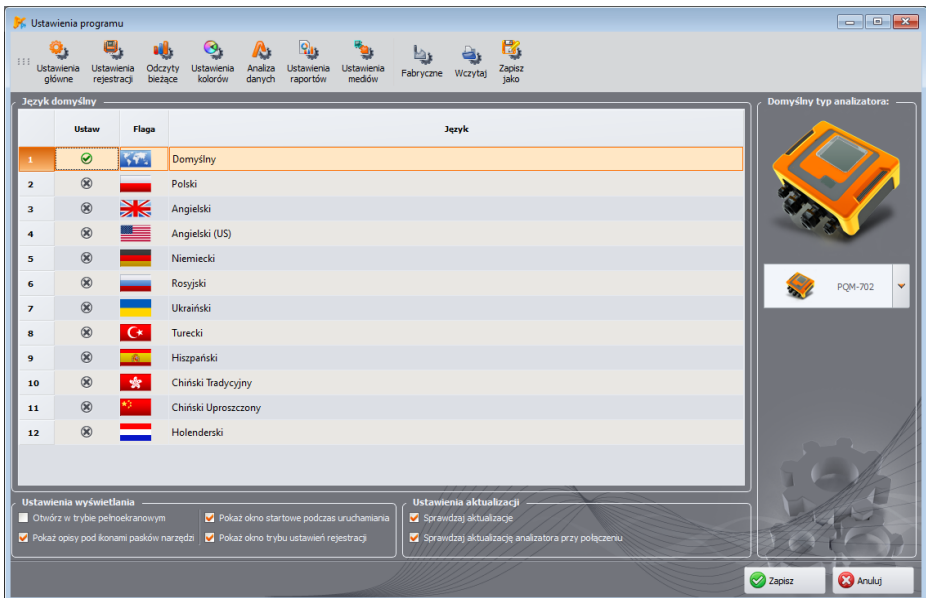 Ustawienia programu
Ustawienia główne
Ustawienia rejestracji
Odczyty bieżące
Ustawienia kolorów
Analiza danych
Ustawienia raportów
Ustawienia mediów
Fabryczne
Wczytaj
Zapisz jako
Język domyślny
Domyślny typ analizatora:
Ustaw Flaga Język
1 Domyślny
2 Polski
3 Angielski
4 Angielski (US)
5 Niemiecki
6 Rosyjski
7 Ukraiński
8 Turecki
9 Hiszpański
10 Chiński Tradycyjny
11 Chiński Uproszczony
12 Holenderski
PQM-702
Ustawienia wyświetlania
Otwórz w trybie pełnoekranowym
Pokaż okno startowe podczas uruchamiania
Pokaż opisy pod ikonami pasków narzędzi
Pokaż okno trybu ustawień rejestracji
Ustawienia aktualizacji
Sprawdzaj aktualizacje
Sprawdzaj aktualizację analizatora przy połączeniu
Zapisz
Anuluj